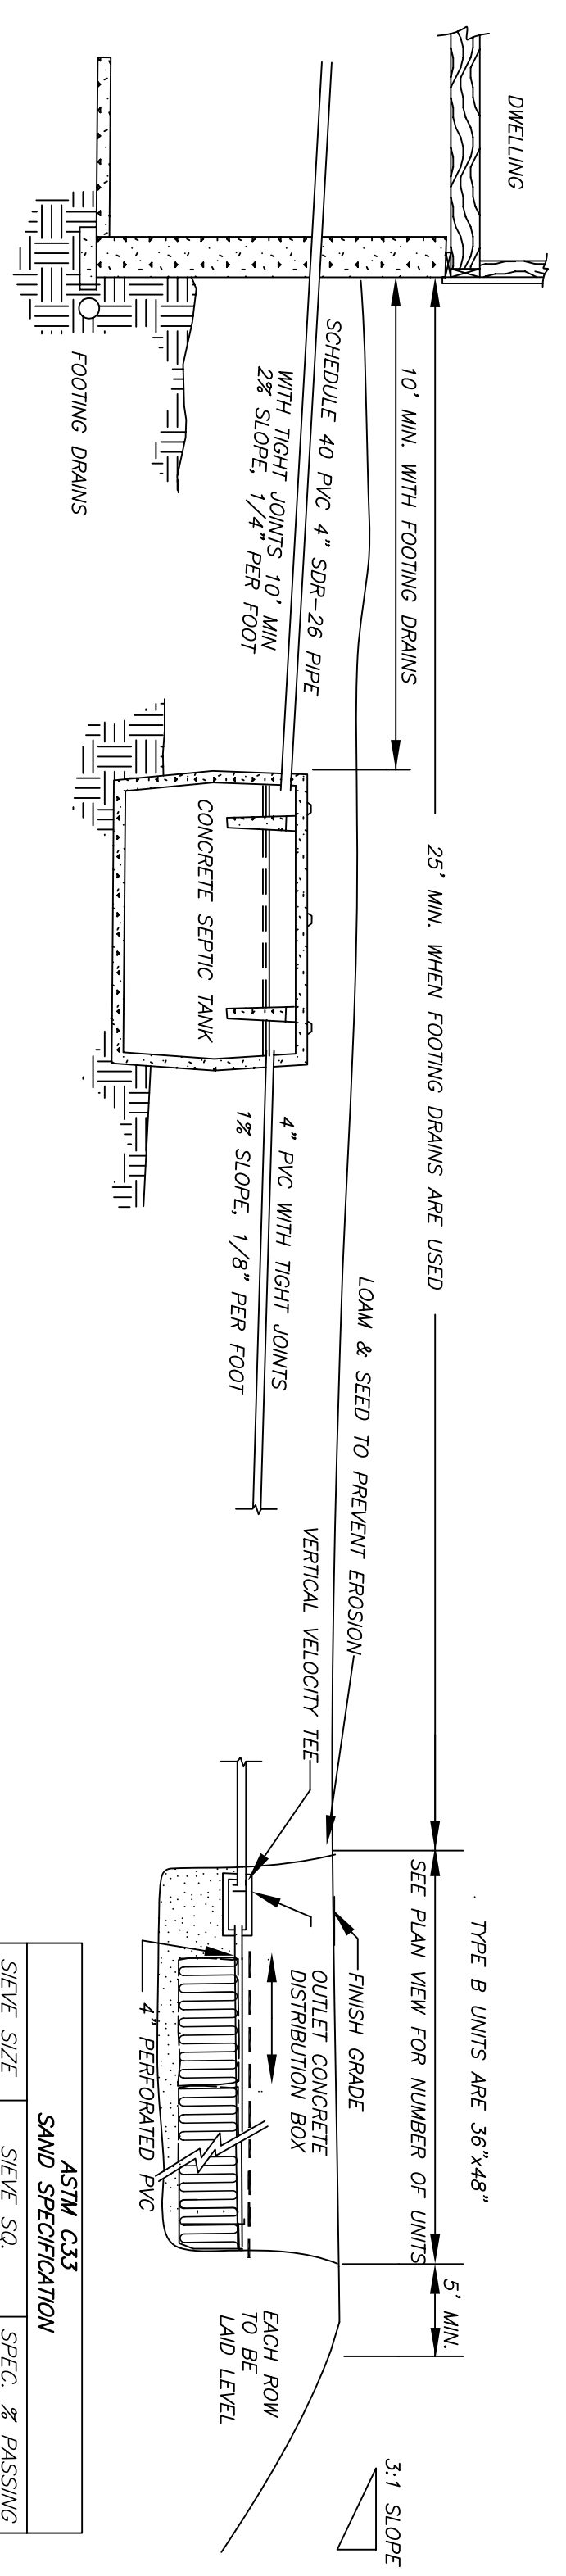 DWELLING
10' MIN. WITH FOOTING DRAINS
25' MIN. WHEN FOOTING DRAINS ARE USED
SCHEDULE 40 PVC 4" SDR-26 PIPE
WITH TIGHT JOINTS 10' MIN
2% SLOPE, 1/4" PER FOOT
FOOTING DRAINS
CONCRETE SEPTIC TANK
4" PVC WITH TIGHT JOINTS
1% SLOPE, 1/8" PER FOOT
LOAM & SEED TO PREVENT EROSION
VERTICAL VELOCITY TEE
TYPE B UNITS ARE 36"x48"
SEE PLAN VIEW FOR NUMBER OF UNITS
5' MIN.
FINISH GRADE
OUTLET CONCRETE
DISTRIBUTION BOX
4" PERFORATED PVC
EACH ROW
TO BE
LAID LEVEL
3:1 SLOPE
ASTM C33
SAND SPECIFICATION
SIEVE SIZE SIEVE SQ. SPEC. % PASSING